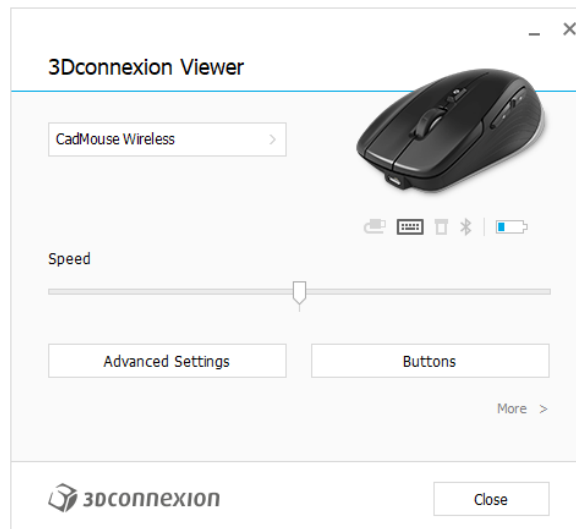 3Dconnexion Viewer
CadMouse Wireless
Speed
Advanced Settings
Buttons
More >
3Dconnexion
Close